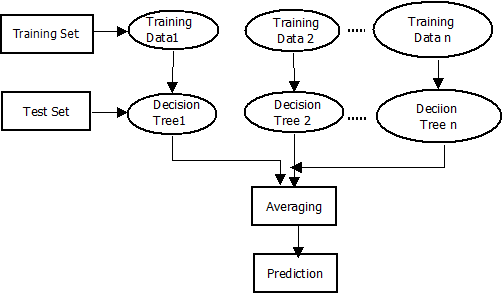 Training Set
Training
Data1
Training
Data 2
Training
Data n
Test Set
Decision
Tree1
Decision
Tree 2
Deciion
Tree n
Averaging
Prediction